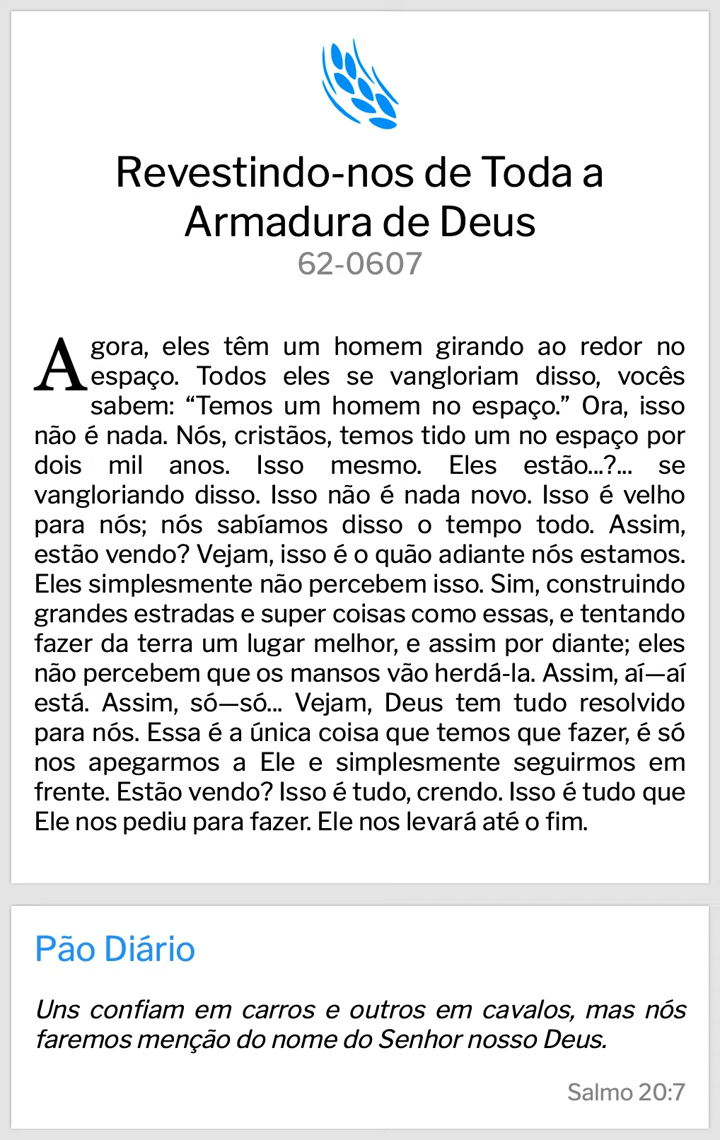 Revestindo-nos de Toda a
Armadura de Deus
62-0607
Agora, eles têm um homem girando ao redor no
espaço. Todos eles se vangloriam disso, vocês
sabem: “Temos um homem no espaço.” Ora, isso
não é nada. Nós, cristãos, temos tido um no espaço por
dois mil anos. Isso mesmo. Eles estão...?... se
vangloriando disso. Isso não é nada novo. Isso é velho
para nós; nós sabíamos disso o tempo todo. Assim,
estão vendo? Vejam, isso é o quão adiante nós estamos.
Eles simplesmente não percebem isso. Sim, construindo
grandes estradas e super coisas como essas, e tentando
fazer da terra um lugar melhor, e assim por diante; eles
não percebem que os mansos vão herdá-la. Assim, aí—aí
está. Assim, só—só... Vejam, Deus tem tudo resolvido
para nós. Essa é a única coisa que temos que fazer, é só
nos apegarmos a Ele e simplesmente seguirmos em
frente. Estão vendo? Isso é tudo, crendo. Isso é tudo que
Ele nos pediu para fazer. Ele nos levará até o fim.
Pão Diário
Uns confiam em carros e outros em cavalos, mas nós
faremos menção do nome do Senhor nosso Deus.
Salmo 20:7